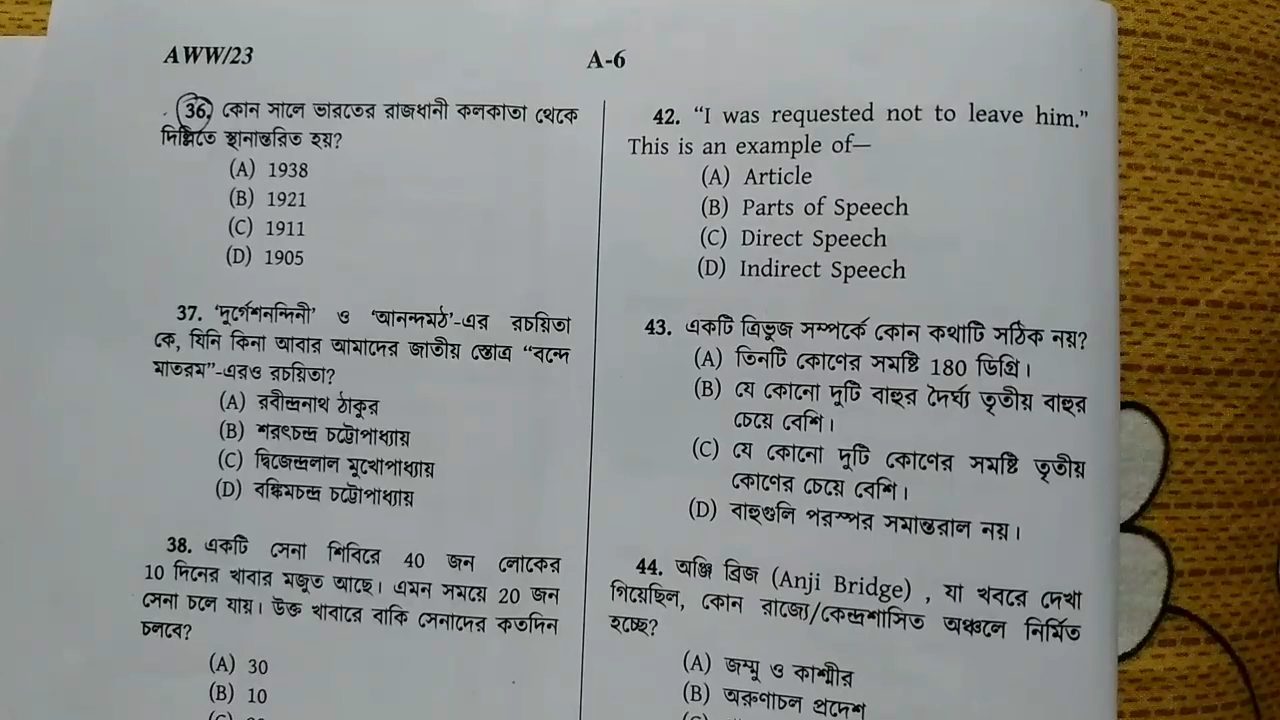 AWW/23
A-6
36. কোন সালে ভারতের রাজধানী কলকাতা থেকে
দিল্লিতে স্থানান্তরিত হয়?
(A) 1938
(B) 1921
(C) 1911
(D) 1905
37. ‘দুর্গেশনন্দিনী’ ও ‘আনন্দমঠ’-এর রচয়িতা
কে, যিনি কিনা আবার আমাদের জাতীয় স্তোত্র “বন্দে
মাতরম”-এরও রচয়িতা?
(A) রবীন্দ্রনাথ ঠাকুর
(B) শরৎচন্দ্র চট্টোপাধ্যায়
(C) দ্বিজেন্দ্রলাল মুখোপাধ্যায়
(D) বঙ্কিমচন্দ্র চট্টোপাধ্যায়
38. একটি সেনা শিবিরে 40 জন লোকের
10 দিনের খাবার মজুত আছে। এমন সময়ে 20 জন
সেনা চলে যায়। উক্ত খাবারে বাকি সেনাদের কতদিন
চলবে?
(A) 30
(B) 10
42. “I was requested not to leave him.”
This is an example of—
(A) Article
(B) Parts of Speech
(C) Direct Speech
(D) Indirect Speech
43. একটি ত্রিভুজ সম্পর্কে কোন কথাটি সঠিক নয়?
(A) তিনটি কোণের সমষ্টি 180 ডিগ্রি।
(B) যে কোনো দুটি বাহুর দৈর্ঘ্য তৃতীয় বাহুর
চেয়ে বেশি।
(C) যে কোনো দুটি কোণের সমষ্টি তৃতীয়
কোণের চেয়ে বেশি।
(D) বাহুগুলি পরস্পর সমান্তরাল নয়।
44. অঞ্জি ব্রিজ (Anji Bridge) , যা খবরে দেখা
গিয়েছিল, কোন রাজ্যে/কেন্দ্রশাসিত অঞ্চলে নির্মিত
হচ্ছে?
(A) জম্মু ও কাশ্মীর
(B) অরুণাচল প্রদেশ